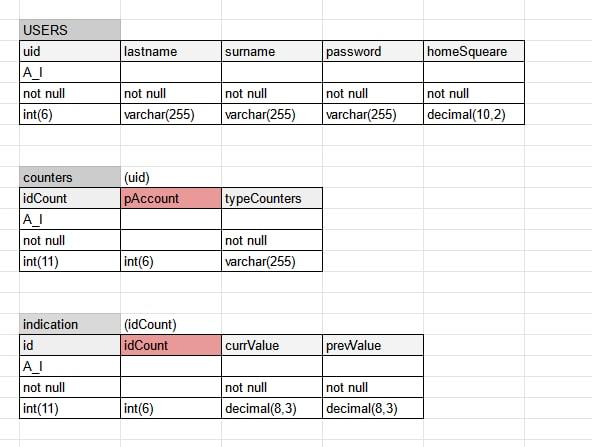 USERS
uid lastname surname password homeSqueare
A_I
not null not null not null not null not null
int(6) varchar(255) varchar(255) varchar(255) decimal(10,2)
counters (uid)
idCount pAccount typeCounters
A_I
not null not null
int(11) int(6) varchar(255)
indication (idCount)
id idCount currValue prevValue
A_I
not null not null not null
int(11) int(6) decimal(8,3) decimal(8,3)